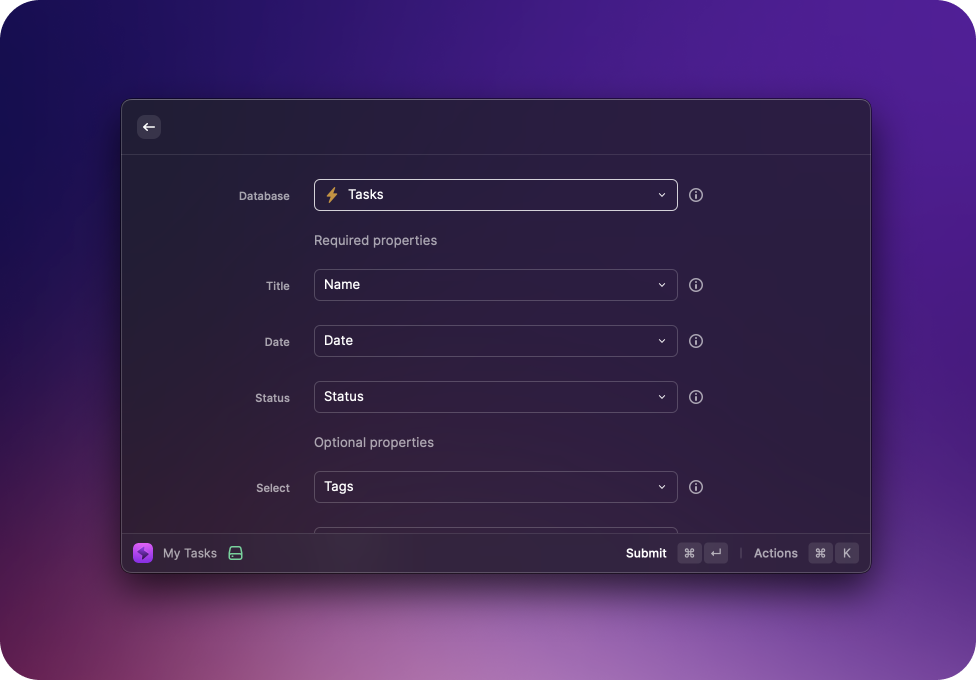 Database Tasks
Required properties
Title Name
Date Date
Status Status
Optional properties
Select Tags
My Tasks Submit ⌘ ↵ | Actions ⌘ K